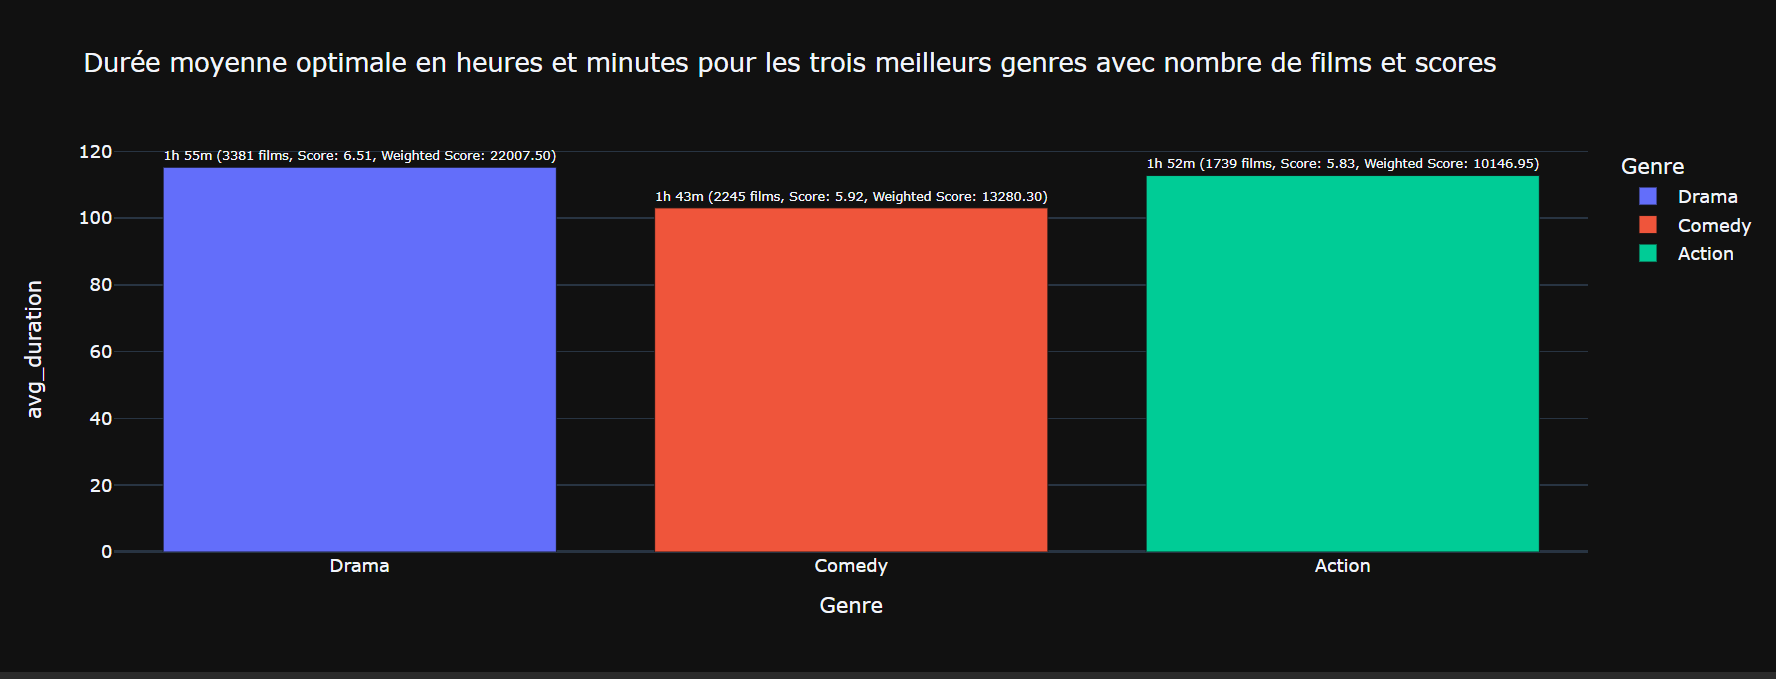 Durée moyenne optimale en heures et minutes pour les trois meilleurs genres avec nombre de films et scores
120
100
80
60
40
20
0
avg_duration
1h 55m (3381 films, Score: 6.51, Weighted Score: 22007.50)
1h 43m (2245 films, Score: 5.92, Weighted Score: 13280.30)
1h 52m (1739 films, Score: 5.83, Weighted Score: 10146.95)
Drama
Comedy
Action
Genre
Genre
Drama
Comedy
Action